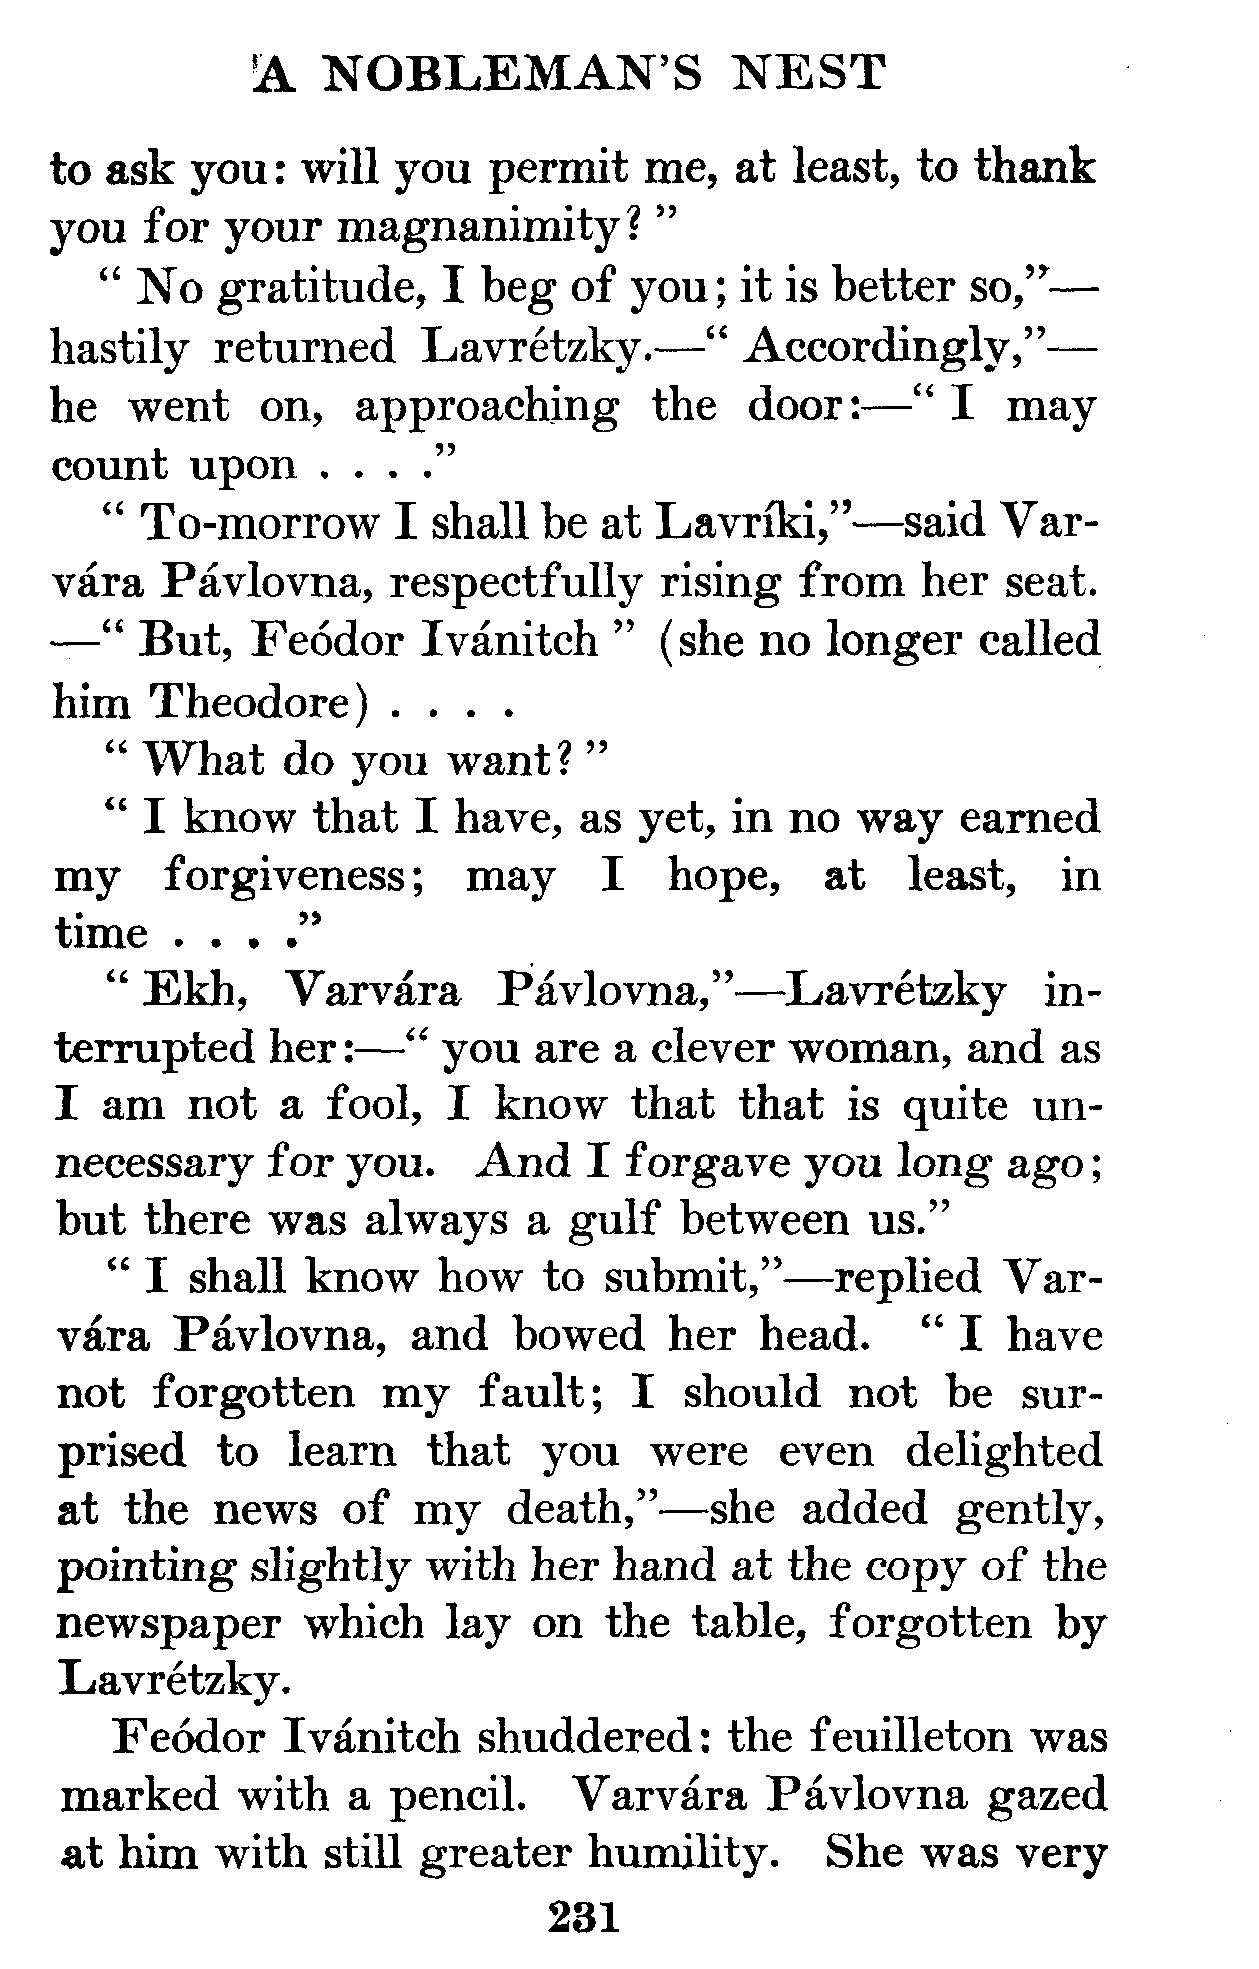 A NOBLEMAN'S NEST
to ask you: will you permit me, at least, to thank
you for your magnanimity?"
"No gratitude, I beg of you; it is better so,"—
hastily returned Lavrétzky.—"Accordingly,"—
he went on, approaching the door:—"I may
count upon . . . ."
"To-morrow I shall be at Lavríki,"—said Var-
vára Pávlovna, respectfully rising from her seat.
—"But, Feódor Ivánitch" (she no longer called
him Theodore) . . . .
"What do you want?"
"I know that I have, as yet, in no way earned
my forgiveness; may I hope, at least, in
time . . . ."
"Ekh, Varvára Pávlovna,"—Lavrétzky in-
terrupted her:—"you are a clever woman, and as
I am not a fool, I know that that is quite un-
necessary for you. And I forgave you long ago;
but there was always a gulf between us."
"I shall know how to submit,"—replied Var-
vára Pávlovna, and bowed her head. "I have
not forgotten my fault; I should not be sur-
prised to learn that you were even delighted
at the news of my death,"—she added gently,
pointing slightly with her hand at the copy of the
newspaper which lay on the table, forgotten by
Lavrétzky.
Feódor Ivánitch shuddered: the feuilleton was
marked with a pencil. Varvára Pávlovna gazed
at him with still greater humility. She was very
231